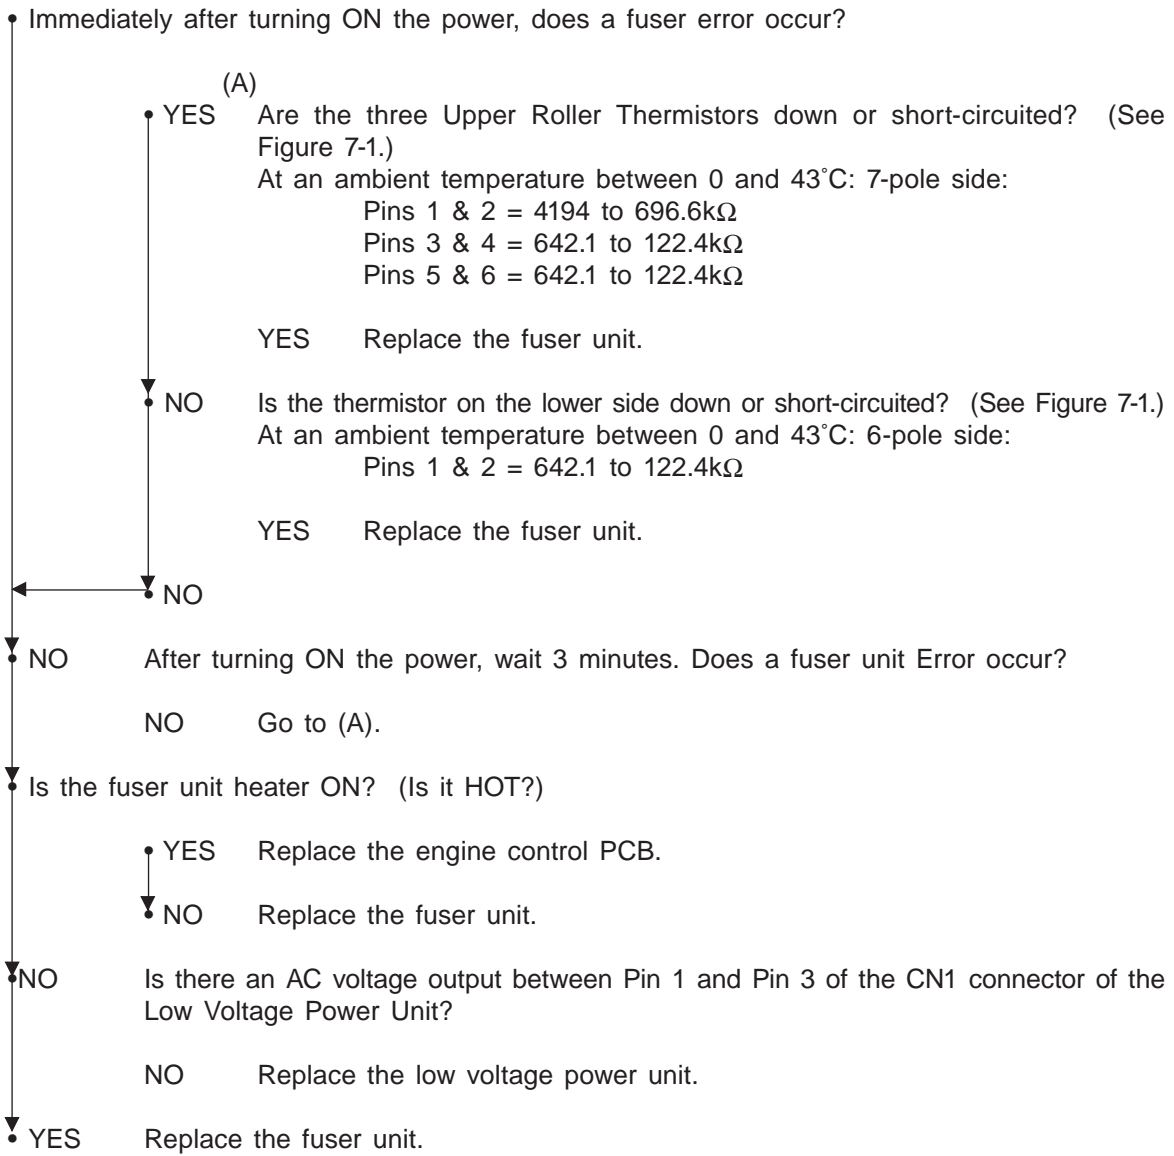 • Immediately after turning ON the power, does a fuser error occur?
(A)
• YES Are the three Upper Roller Thermistors down or short-circuited? (See
Figure 7-1.)
At an ambient temperature between 0 and 43˚C: 7-pole side:
Pins 1 & 2 = 4194 to 696.6kΩ
Pins 3 & 4 = 642.1 to 122.4kΩ
Pins 5 & 6 = 642.1 to 122.4kΩ
YES Replace the fuser unit.
• NO Is the thermistor on the lower side down or short-circuited? (See Figure 7-1.)
At an ambient temperature between 0 and 43˚C: 6-pole side:
Pins 1 & 2 = 642.1 to 122.4kΩ
YES Replace the fuser unit.
• NO
• NO After turning ON the power, wait 3 minutes. Does a fuser unit Error occur?
NO Go to (A).
• Is the fuser unit heater ON? (Is it HOT?)
• YES Replace the engine control PCB.
• NO Replace the fuser unit.
•NO Is there an AC voltage output between Pin 1 and Pin 3 of the CN1 connector of the
Low Voltage Power Unit?
NO Replace the low voltage power unit.
• YES Replace the fuser unit.